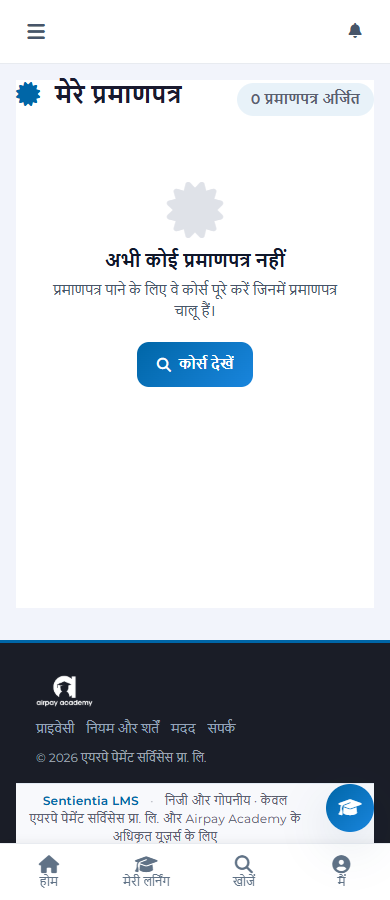 मेरे प्रमाणपत्र
0 प्रमाणपत्र अर्जित
अभी कोई प्रमाणपत्र नहीं
प्रमाणपत्र पाने के लिए वे कोर्स पूरे करें जिनमें प्रमाणपत्र
चालू हैं।
कोर्स देखें
airpay academy
प्राइवेसी नियम और शर्तें मदद संपर्क
© 2026 एयरपे पेमेंट सर्विसेस प्रा. लि.
Sentientia LMS · निजी और गोपनीय · केवल
एयरपे पेमेंट सर्विसेस प्रा. लि. और Airpay Academy के
अधिकृत यूज़र्स के लिए
होम
मेरी लर्निंग
खोजें
मैं